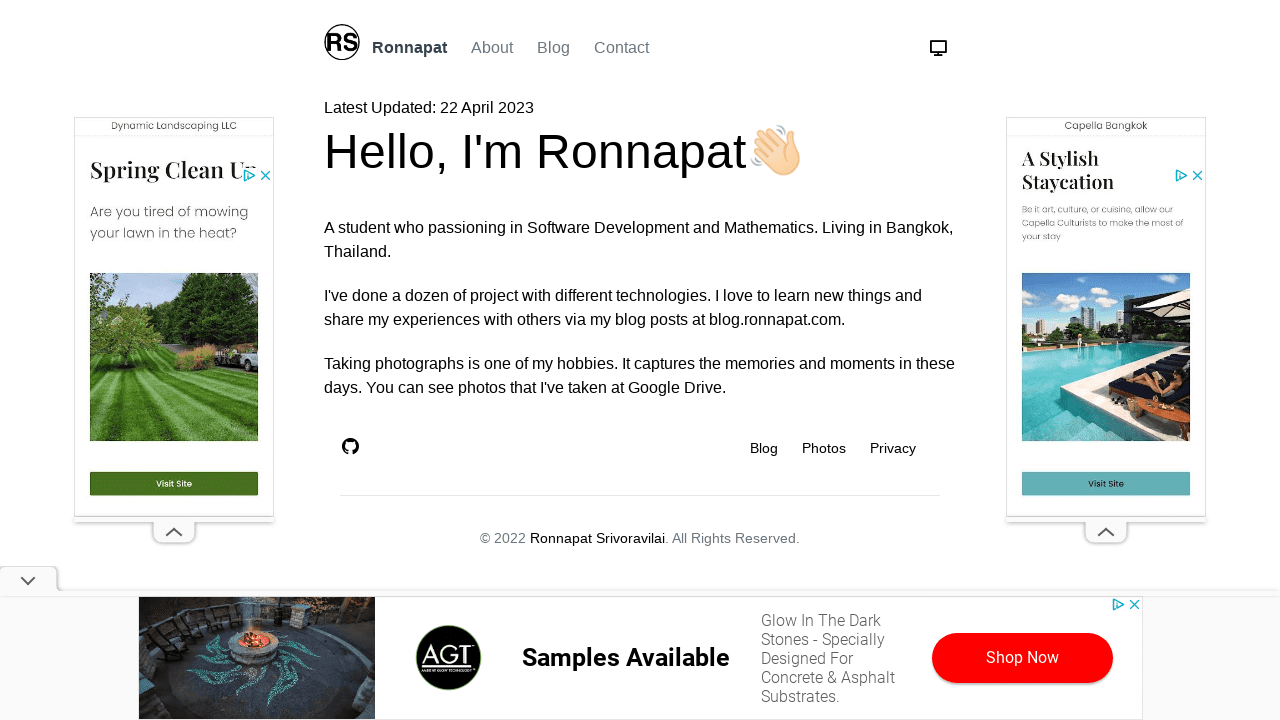 RS
Ronnapat
About
Blog
Contact
Latest Updated: 22 April 2023
Hello, I'm Ronnapat👋🏻
A student who passioning in Software Development and Mathematics. Living in Bangkok,
Thailand.
I've done a dozen of project with different technologies. I love to learn new things and
share my experiences with others via my blog posts at blog.ronnapat.com.
Taking photographs is one of my hobbies. It captures the memories and moments in these
days. You can see photos that I've taken at Google Drive.
Blog
Photos
Privacy
© 2022 Ronnapat Srivoravilai. All Rights Reserved.
Dynamic Landscaping LLC
Spring Clean Up
Are you tired of mowing
your lawn in the heat?
Visit Site
Capella Bangkok
A Stylish
Staycation
Be it art, culture, or cuisine, allow our
Capella Culturists to make the most of
your stay
Visit Site
AGT
AMBIENT GLOW TECHNOLOGY
Samples Available
Glow In The Dark
Stones - Specially
Designed For
Concrete & Asphalt
Substrates.
Shop Now